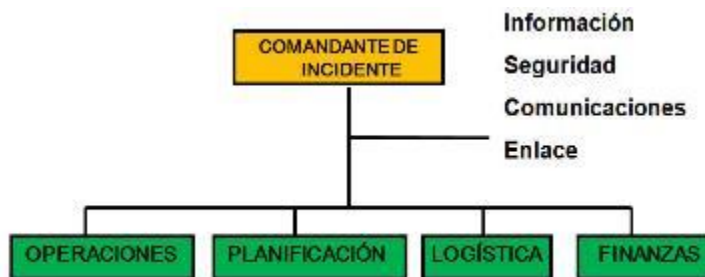 COMANDANTE DE
INCIDENTE
Información
Seguridad
Comunicaciones
Enlace
OPERACIONES
PLANIFICACIÓN
LOGÍSTICA
FINANZAS